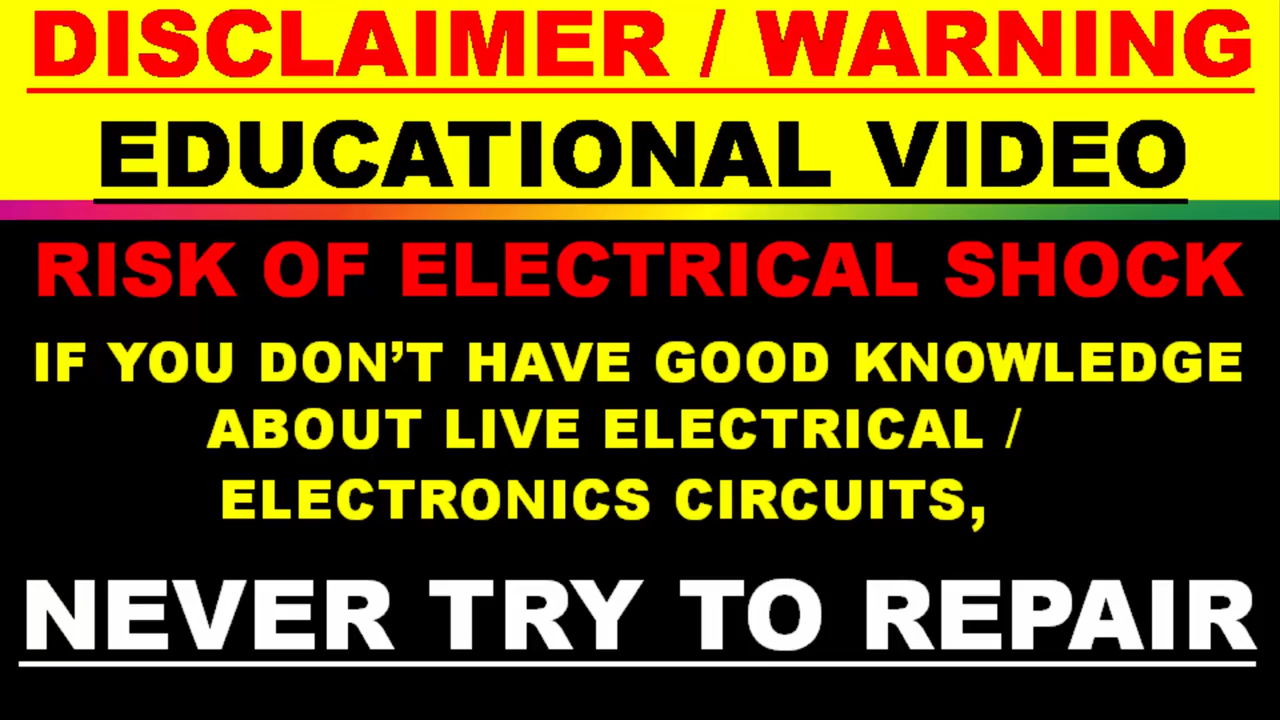 DISCLAIMER / WARNING
EDUCATIONAL VIDEO
RISK OF ELECTRICAL SHOCK
IF YOU DON’T HAVE GOOD KNOWLEDGE
ABOUT LIVE ELECTRICAL /
ELECTRONICS CIRCUITS,
NEVER TRY TO REPAIR